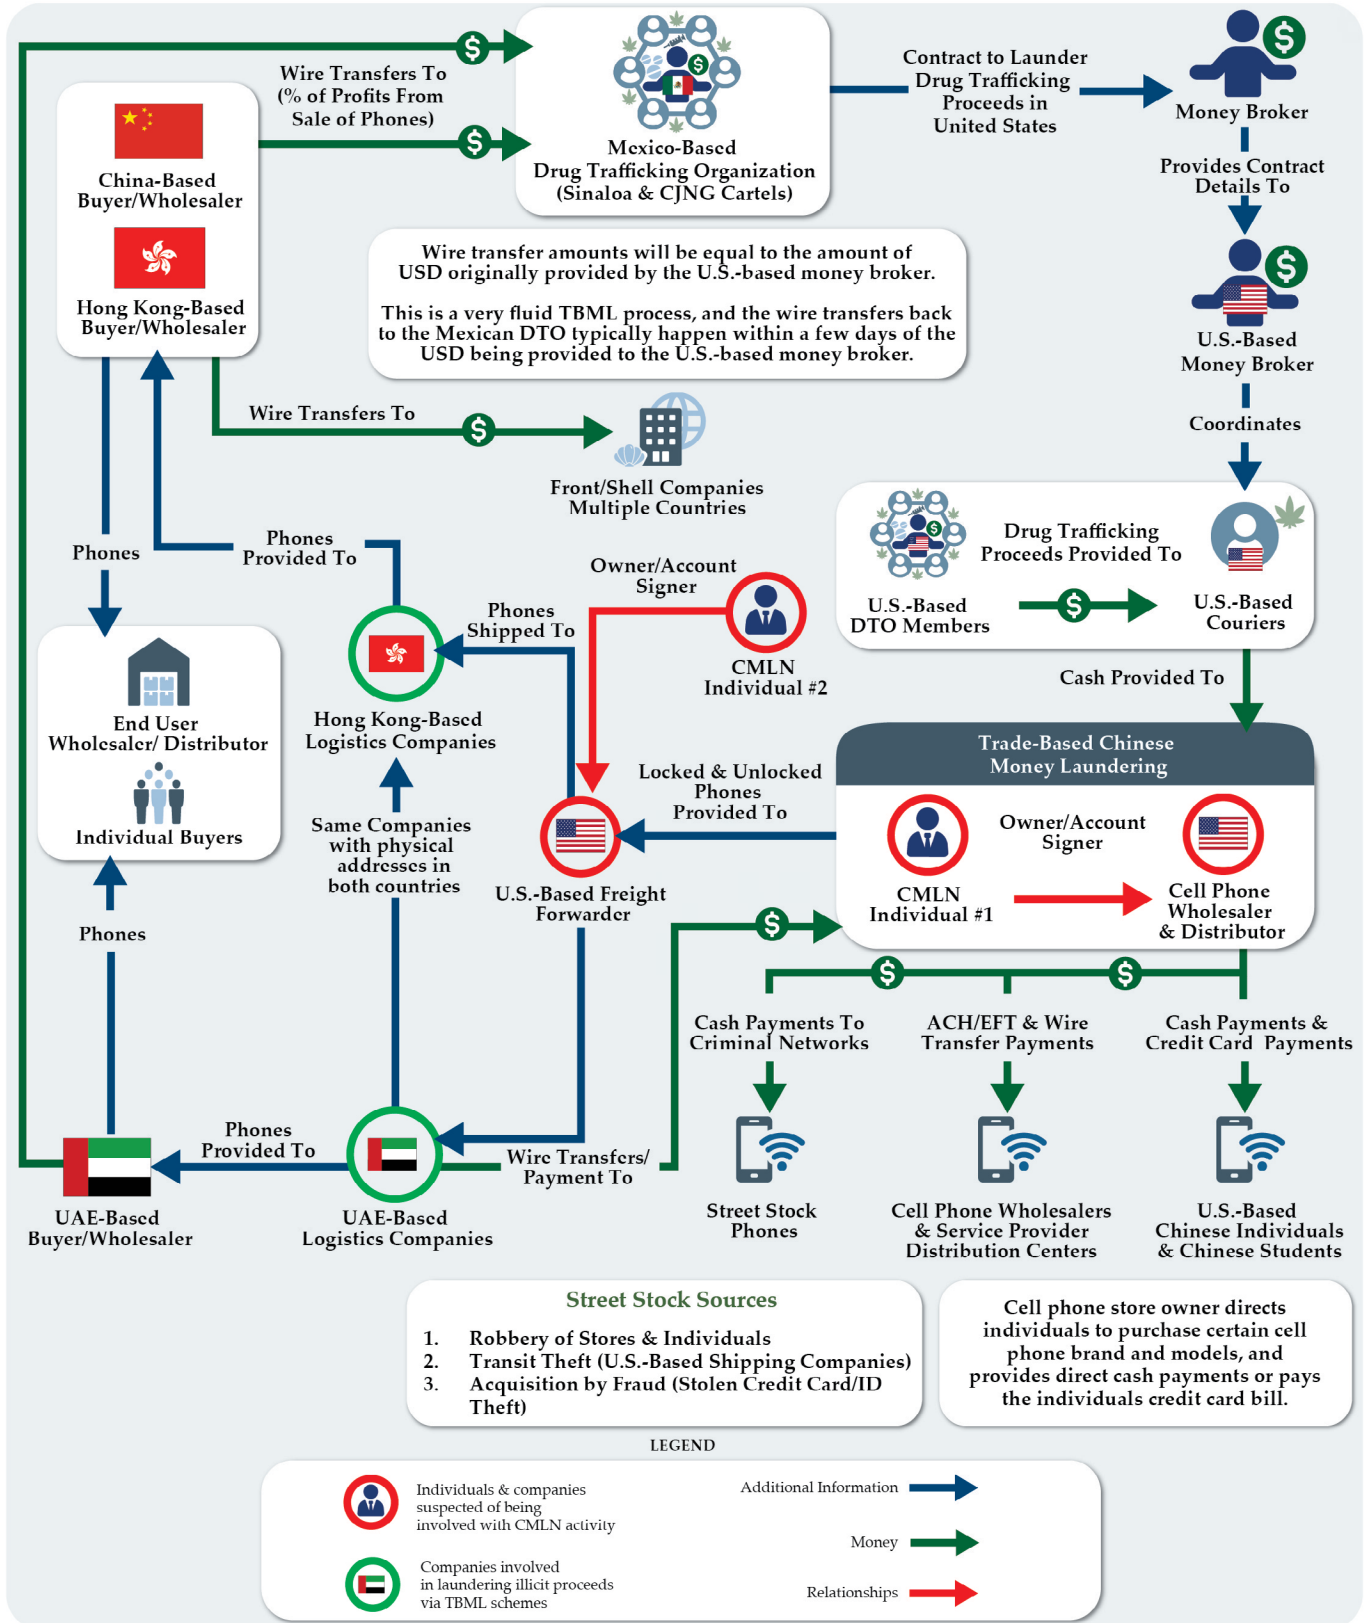 Wire Transfers To
(% of Profits From
Sale of Phones)
China-Based
Buyer/Wholesaler
Hong Kong-Based
Buyer/Wholesaler
Mexico-Based
Drug Trafficking Organization
(Sinaloa & CJNG Cartels)
Contract to Launder
Drug Trafficking
Proceeds in
United States
Money Broker
Provides Contract
Details To
U.S.-Based
Money Broker
Coordinates
Wire transfer amounts will be equal to the amount of
USD originally provided by the U.S.-based money broker.
This is a very fluid TBML process, and the wire transfers back
to the Mexican DTO typically happen within a few days of the
USD being provided to the U.S.-based money broker.
Wire Transfers To
Front/Shell Companies
Multiple Countries
Phones
Phones
Provided To
Owner/Account
Signer
CMLN
Individual #2
Phones
Shipped To
Drug Trafficking
Proceeds Provided To
U.S.-Based
DTO Members
U.S.-Based
Couriers
Cash Provided To
End User
Wholesaler/ Distributor
Individual Buyers
Hong Kong-Based
Logistics Companies
Same Companies
with physical
addresses in
both countries
Locked & Unlocked
Phones
Provided To
U.S.-Based Freight
Forwarder
Trade-Based Chinese
Money Laundering
CMLN
Individual #1
Owner/Account
Signer
Cell Phone
Wholesaler
& Distributor
Phones
Cash Payments To
Criminal Networks
ACH/EFT & Wire
Transfer Payments
Cash Payments &
Credit Card Payments
Phones
Provided To
Wire Transfers/
Payment To
UAE-Based
Buyer/Wholesaler
UAE-Based
Logistics Companies
Street Stock
Phones
Cell Phone Wholesalers
& Service Provider
Distribution Centers
U.S.-Based
Chinese Individuals
& Chinese Students
Street Stock Sources
1. Robbery of Stores & Individuals
2. Transit Theft (U.S.-Based Shipping Companies)
3. Acquisition by Fraud (Stolen Credit Card/ID
Theft)
Cell phone store owner directs
individuals to purchase certain cell
phone brand and models, and
provides direct cash payments or pays
the individuals credit card bill.
LEGEND
Individuals & companies
suspected of being
involved with CMLN activity
Companies involved
in laundering illicit proceeds
via TBML schemes
Additional Information
Money
Relationships